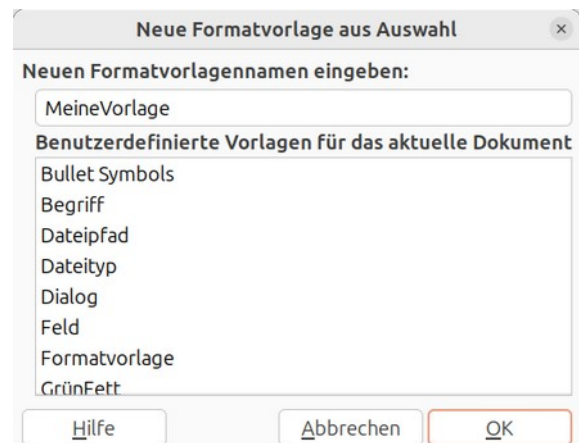 Neue Formatvorlage aus Auswahl
Neuen Formatvorlagennamen eingeben:
MeineVorlage
Benutzerdefinierte Vorlagen für das aktuelle Dokument
Bullet Symbols
Begriff
Dateipfad
Dateityp
Dialog
Feld
Formatvorlage
GrünFett
Hilfe Abbrechen OK